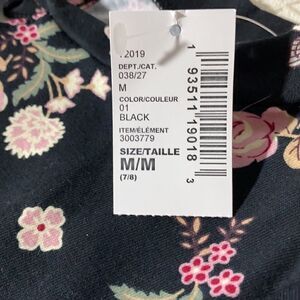 12019
DEPT./CAT.
038/27
M
COLOR/COULEUR
01
BLACK
ITEM/ÉLÉMENT
3003779
SIZE/TAILLE
M/M
(7/8)
1 93511 19018 3